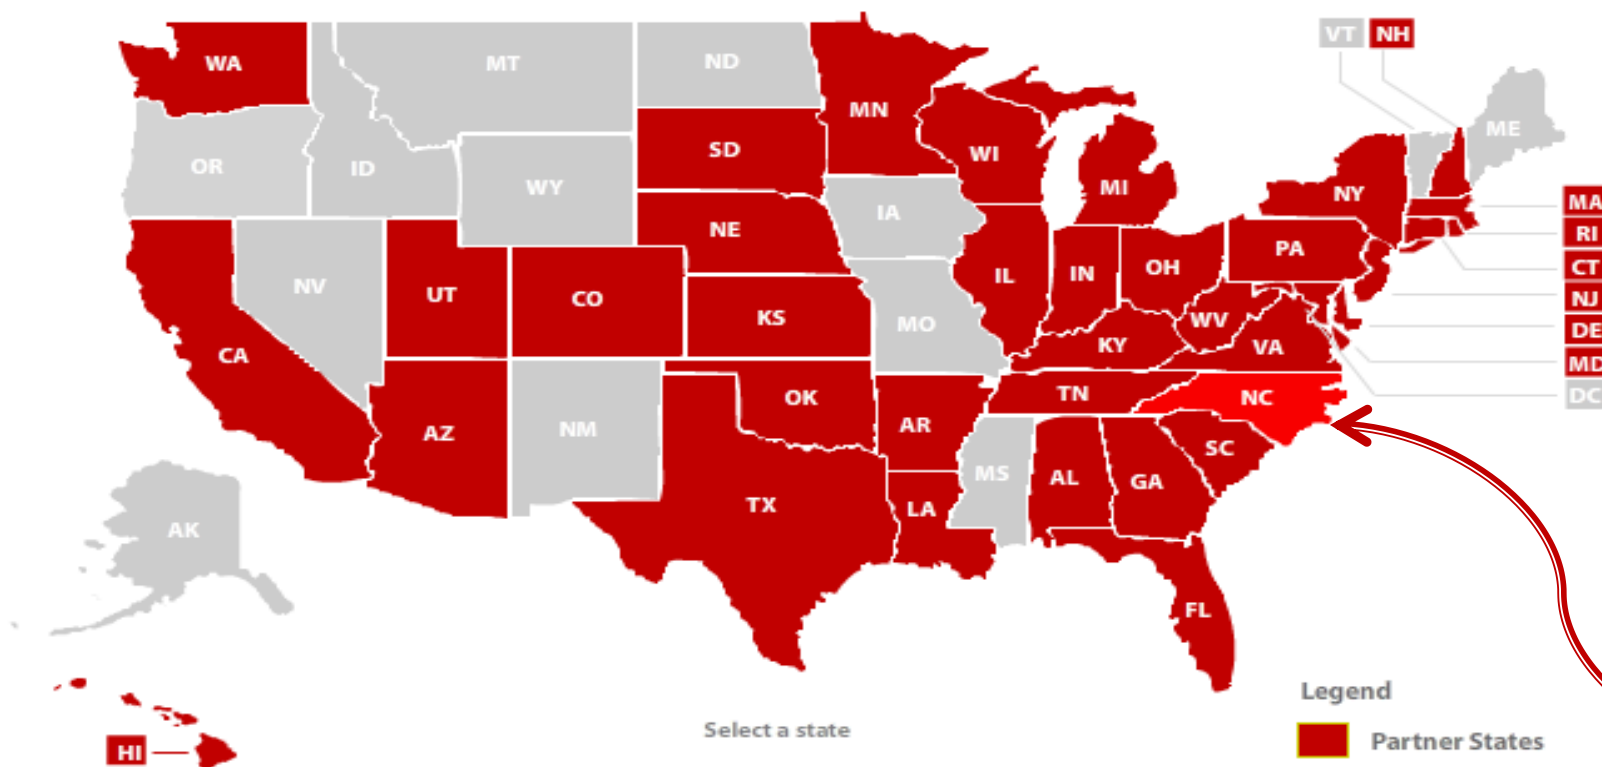 VT NH
WA MT ND MN ME
OR ID SD WI MI NY
WY MA
NE IA RI
NV UT CO IL IN OH PA CT
KS MO WV NJ
CA KY VA DE
MD
AZ NM OK AR TN NC DC
TX LA MS AL GA SC
AK
FL
HI
Select a state
Legend
Partner States